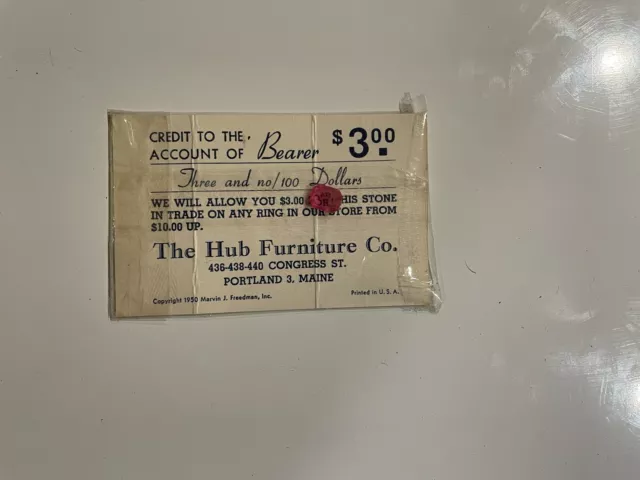 CREDIT TO THE
ACCOUNT OF Bearer $3.00
Three and no/100 Dollars
WE WILL ALLOW YOU $3.00 THIS STONE
IN TRADE ON ANY RING IN OUR STORE FROM
$10.00 UP.
The Hub Furniture Co.
436-438-440 CONGRESS ST.
PORTLAND 3, MAINE
Copyright 1950 Marvin J. Freedman, Inc. Printed in U. S. A.